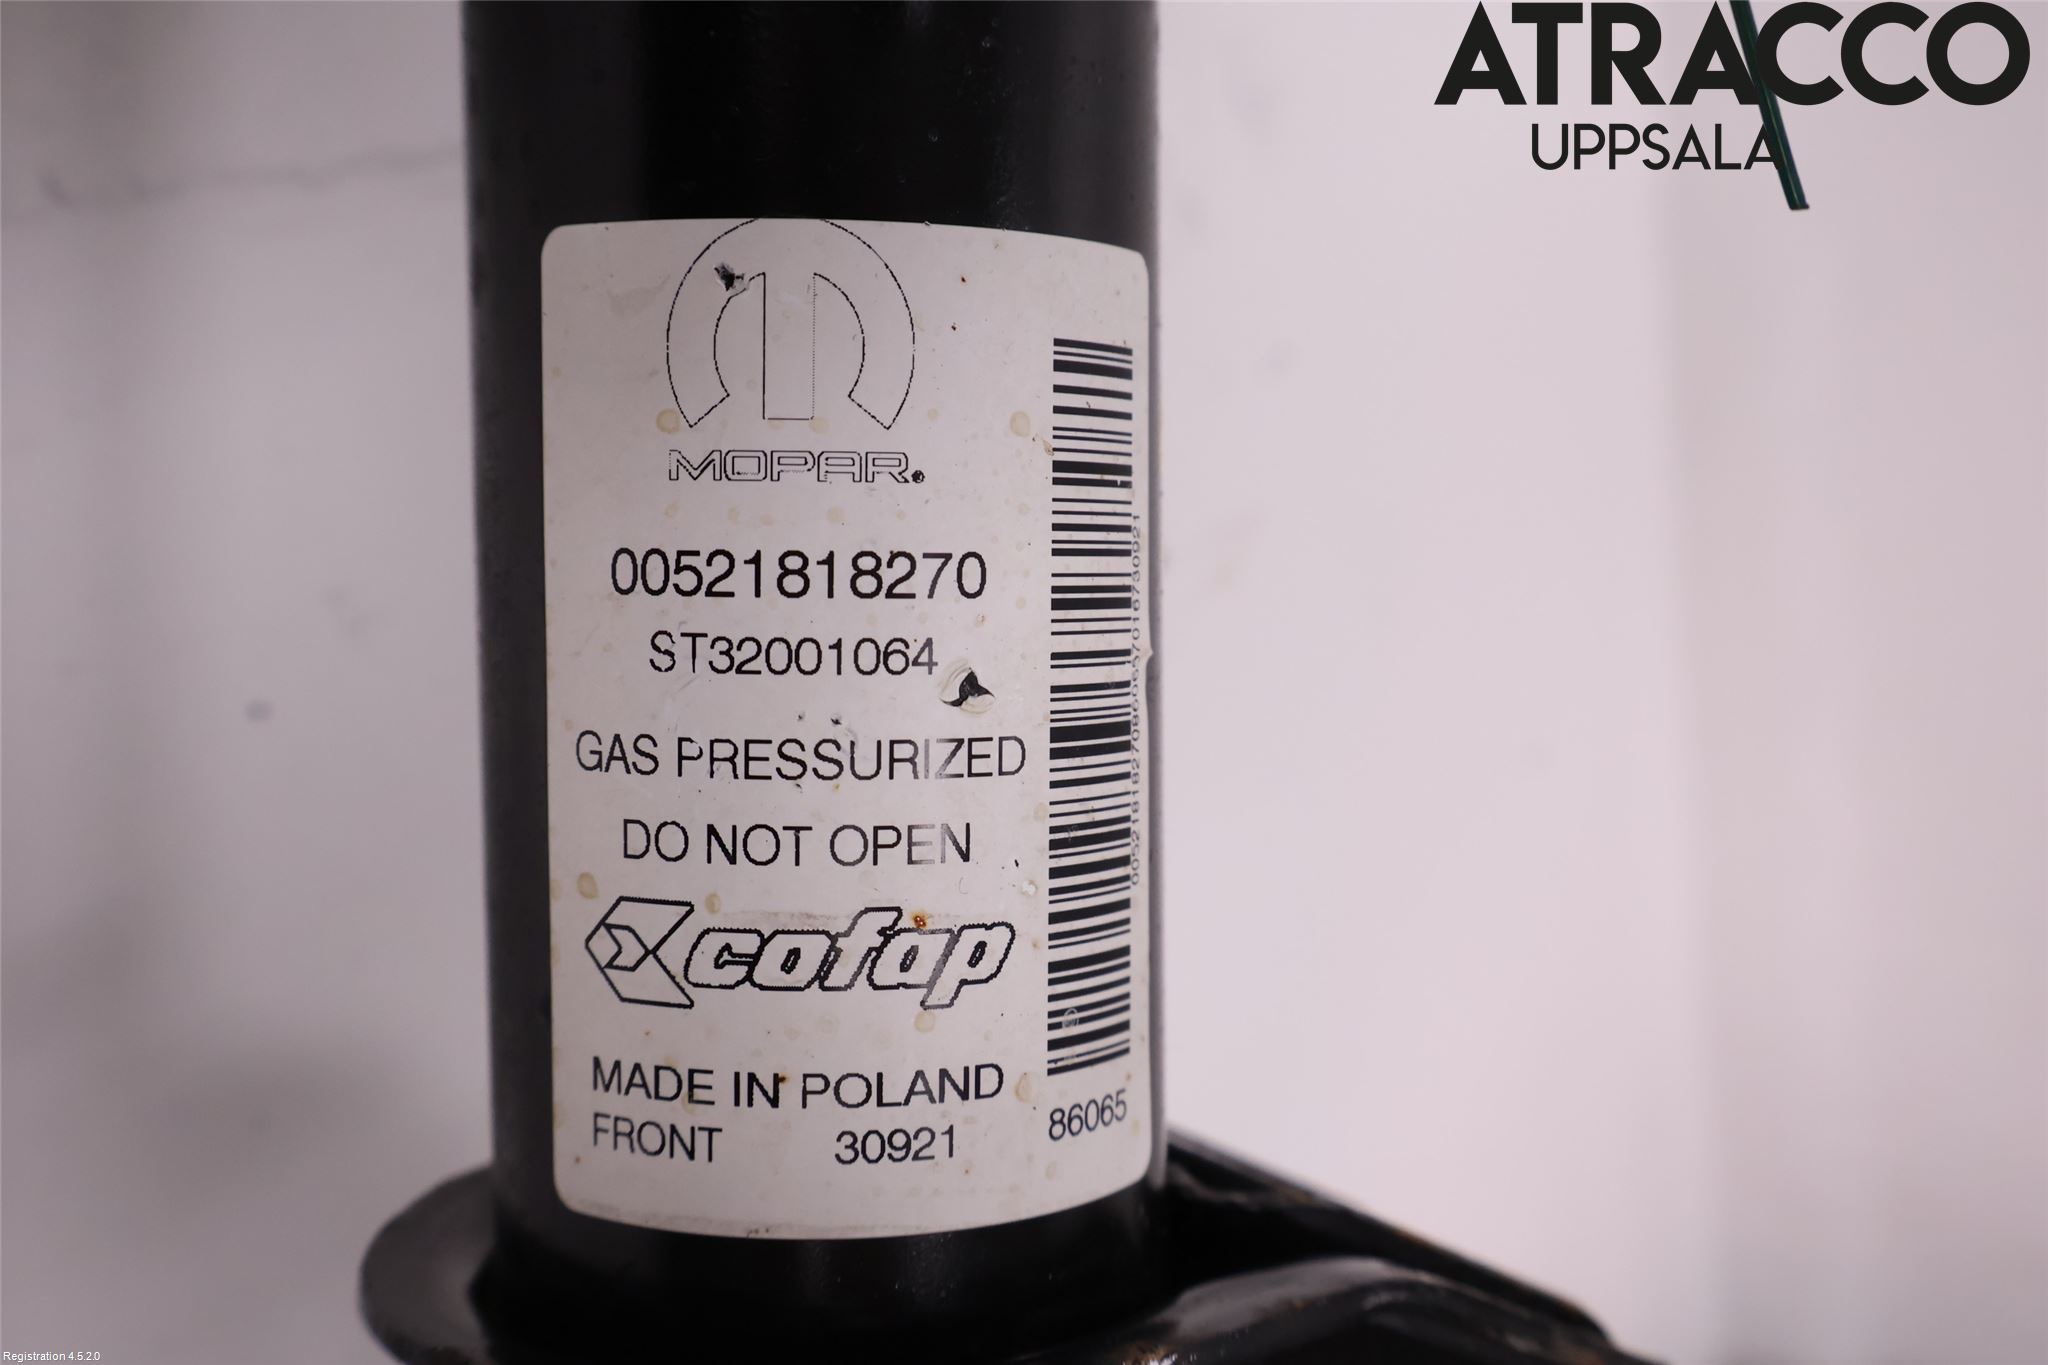 ATRACCO
UPPSALA
MOPAR.
00521818270
ST32001064
GAS PRESSURIZED
DO NOT OPEN
cofap
MADE IN POLAND
FRONT 30921
86065
Registration 4.5.2.0